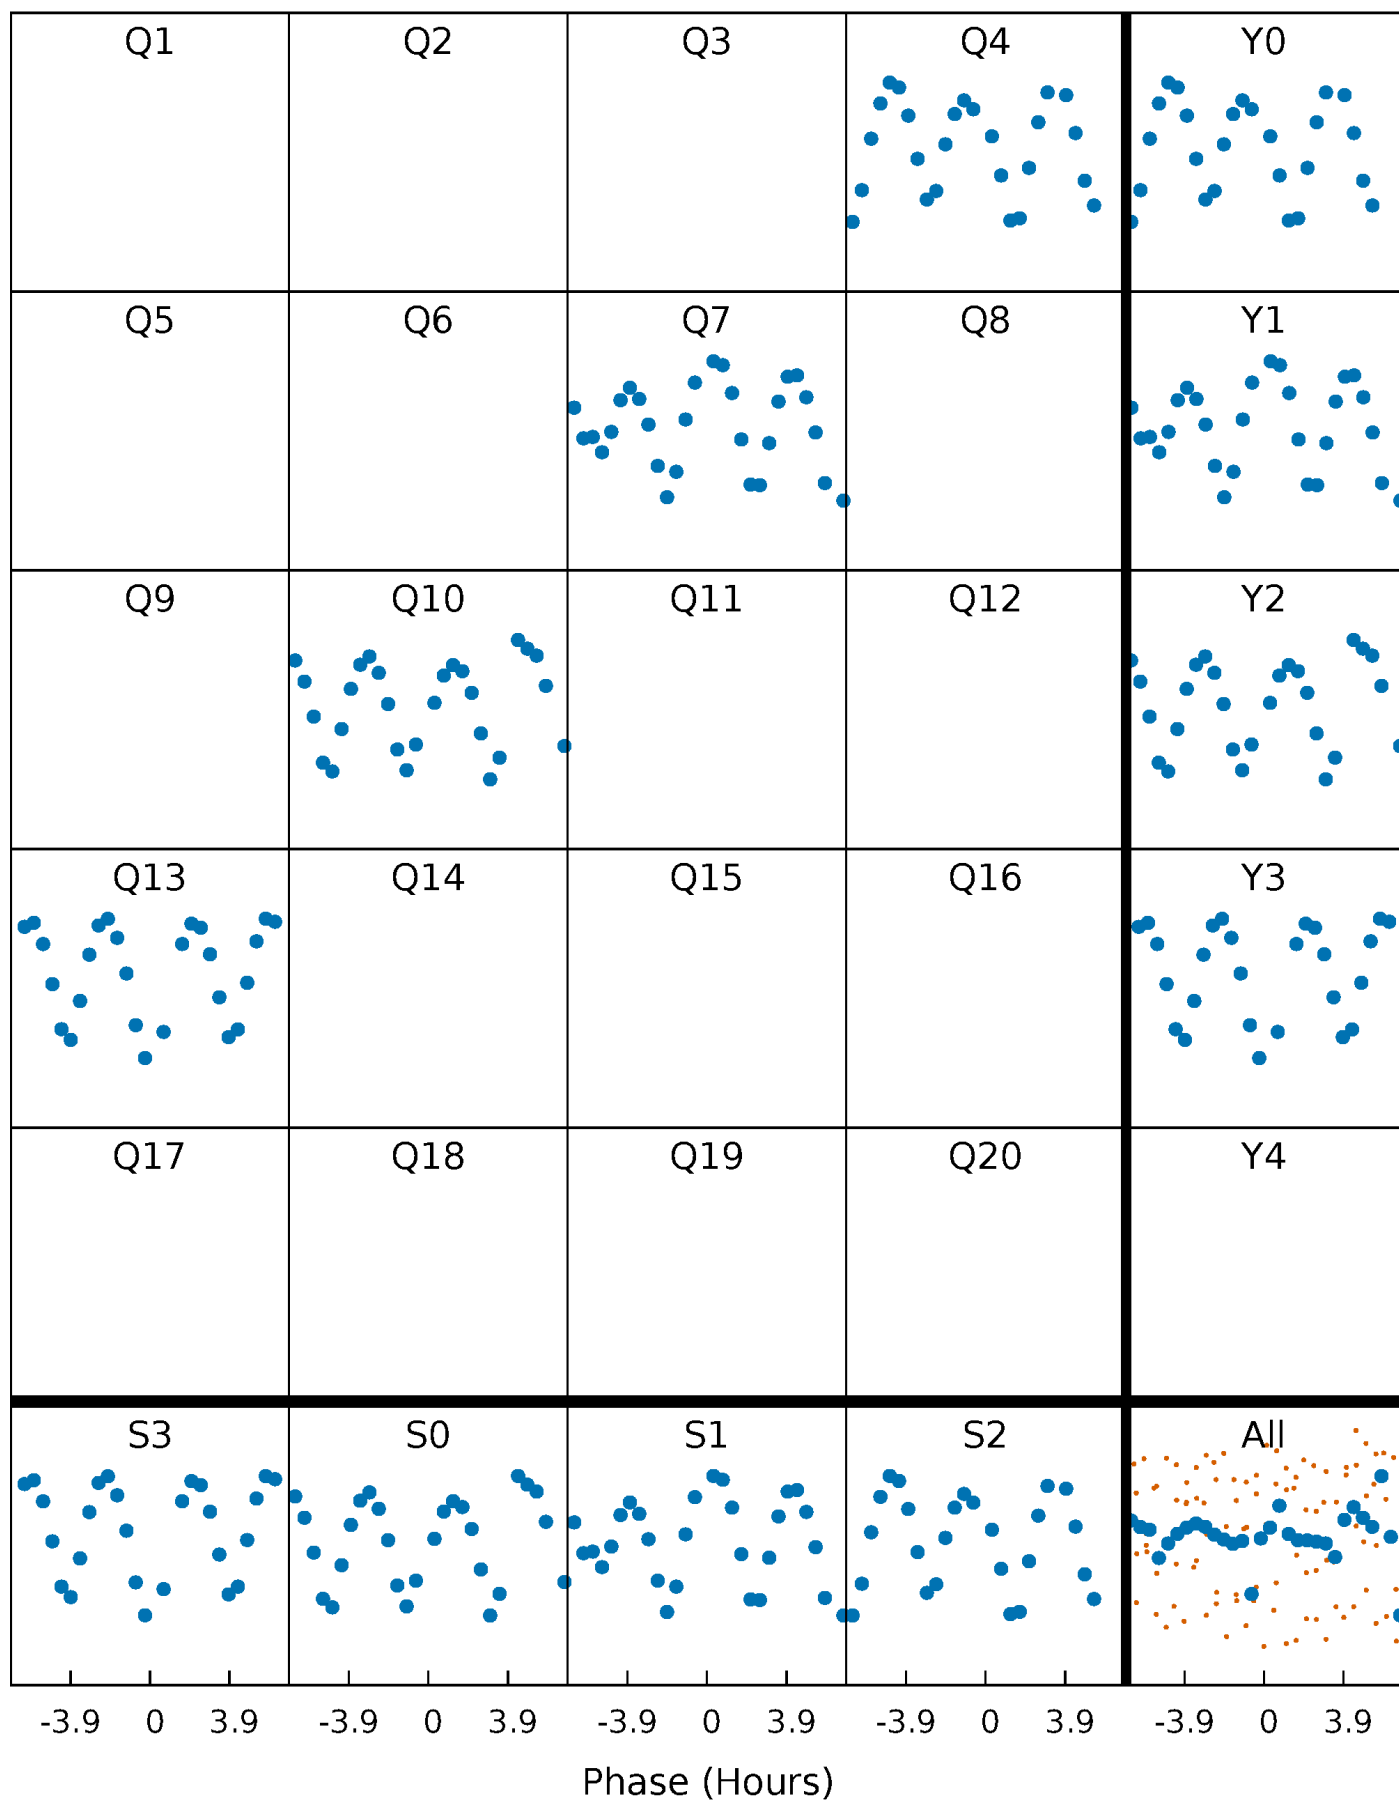 Q1 Q2 Q3 Q4 Y0
Q5 Q6 Q7 Q8 Y1
Q9 Q10 Q11 Q12 Y2
Q13 Q14 Q15 Q16 Y3
Q17 Q18 Q19 Q20 Y4
S3 S0 S1 S2 All
-3.9 0 3.9 -3.9 0 3.9 -3.9 0 3.9 -3.9 0 3.9 -3.9 0 3.9
Phase (Hours)